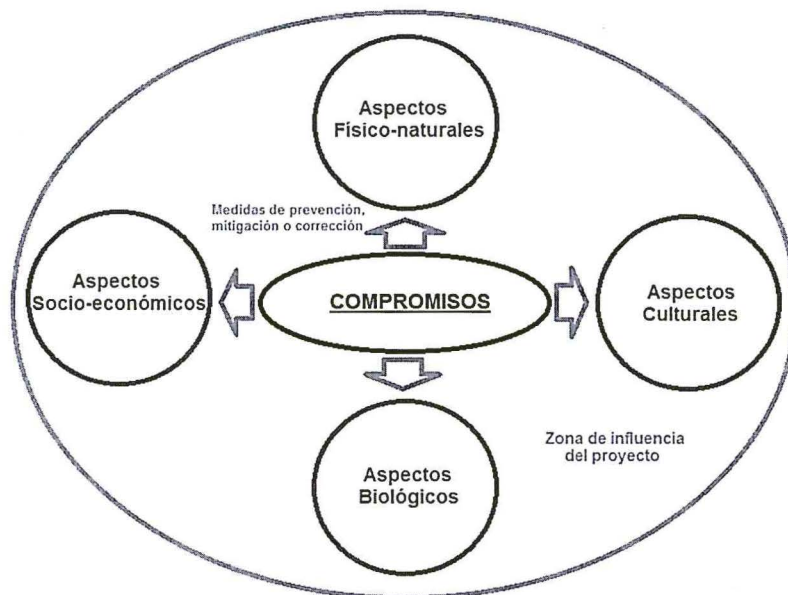 Aspectos
Físico-naturales
Medidas de prevención,
mitigación o corrección
Aspectos
Socio-económicos
COMPROMISOS
Aspectos
Culturales
Aspectos
Biológicos
Zona de influencia
del proyecto